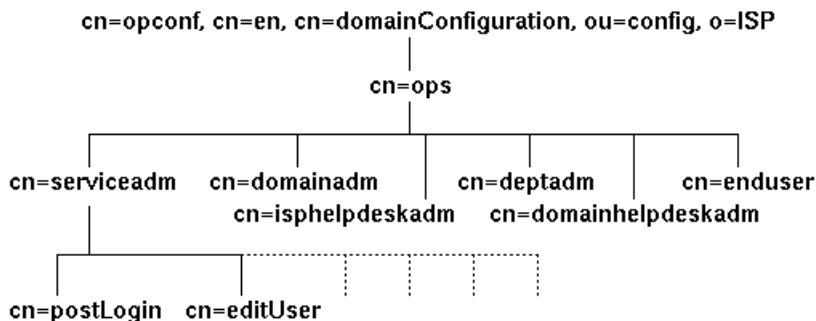 cn=opconf, cn=en, cn=domainConfiguration, ou=config, o=ISP
cn=ops
cn=serviceadm cn=domainadm cn=deptadm cn=enduser
cn=isphelpdeskadm cn=domainhelpdeskadm
cn=postLogin cn=editUser